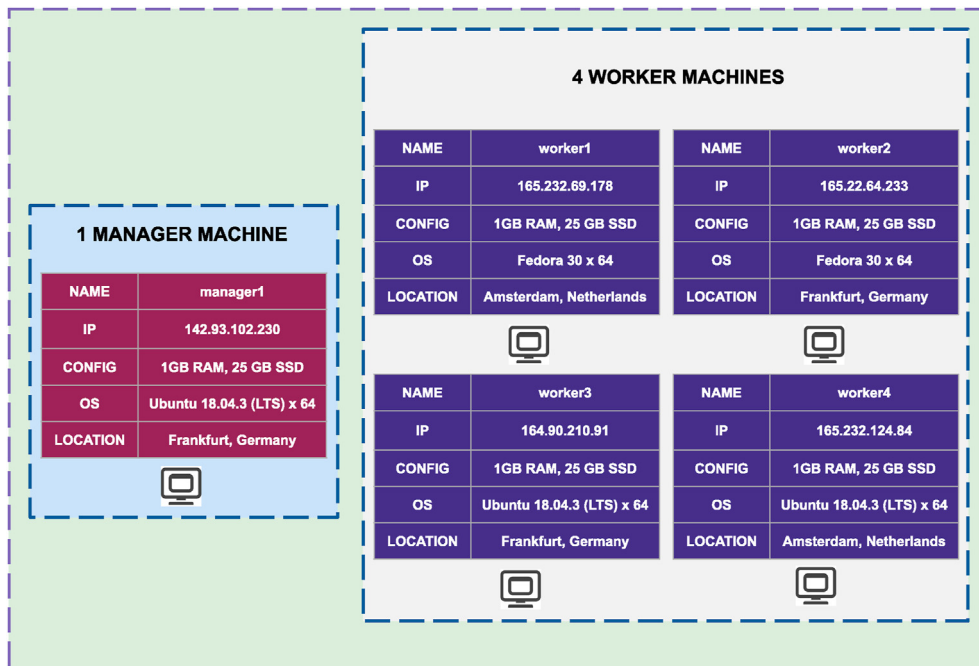 4 WORKER MACHINES
NAME worker1
IP 165.232.69.178
CONFIG 1GB RAM, 25 GB SSD
OS Fedora 30 x 64
LOCATION Amsterdam, Netherlands
NAME worker2
IP 165.22.64.233
CONFIG 1GB RAM, 25 GB SSD
OS Fedora 30 x 64
LOCATION Frankfurt, Germany
1 MANAGER MACHINE
NAME manager1
IP 142.93.102.230
CONFIG 1GB RAM, 25 GB SSD
OS Ubuntu 18.04.3 (LTS) x 64
LOCATION Frankfurt, Germany
NAME worker3
IP 164.90.210.91
CONFIG 1GB RAM, 25 GB SSD
OS Ubuntu 18.04.3 (LTS) x 64
LOCATION Frankfurt, Germany
NAME worker4
IP 165.232.124.84
CONFIG 1GB RAM, 25 GB SSD
OS Ubuntu 18.04.3 (LTS) x 64
LOCATION Amsterdam, Netherlands